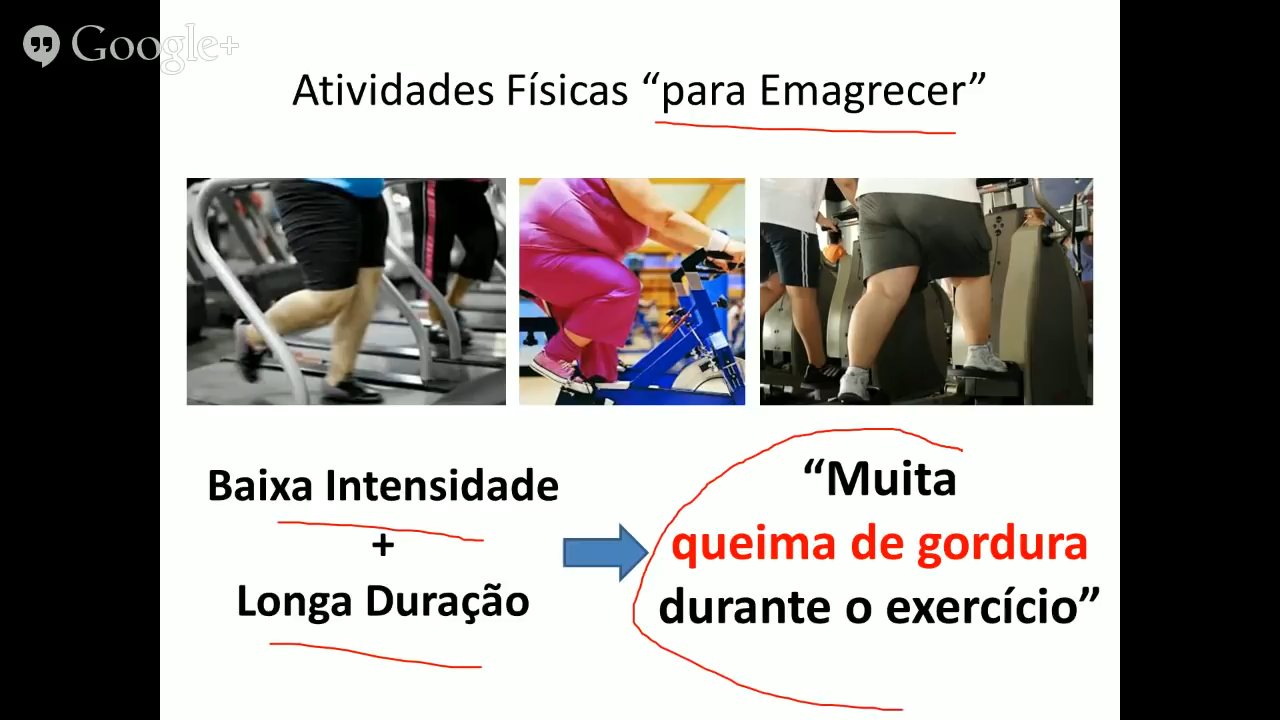 Google+
Atividades Físicas “para Emagrecer”
Baixa Intensidade
+
Longa Duração
“Muita
queima de gordura
durante o exercício”